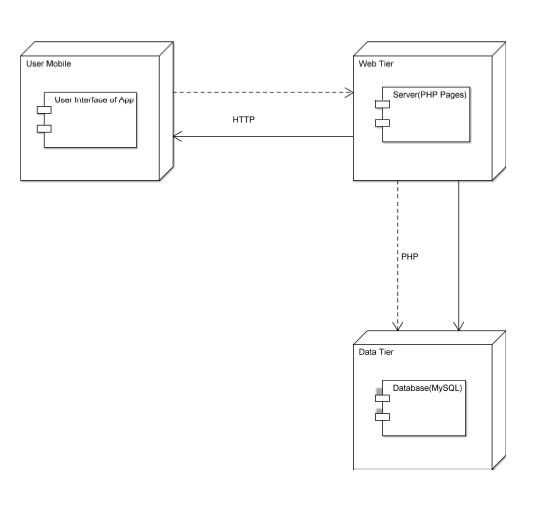 User Mobile
User Interface of App
Web Tier
Server(PHP Pages)
HTTP
PHP
Data Tier
Database(MySQL)